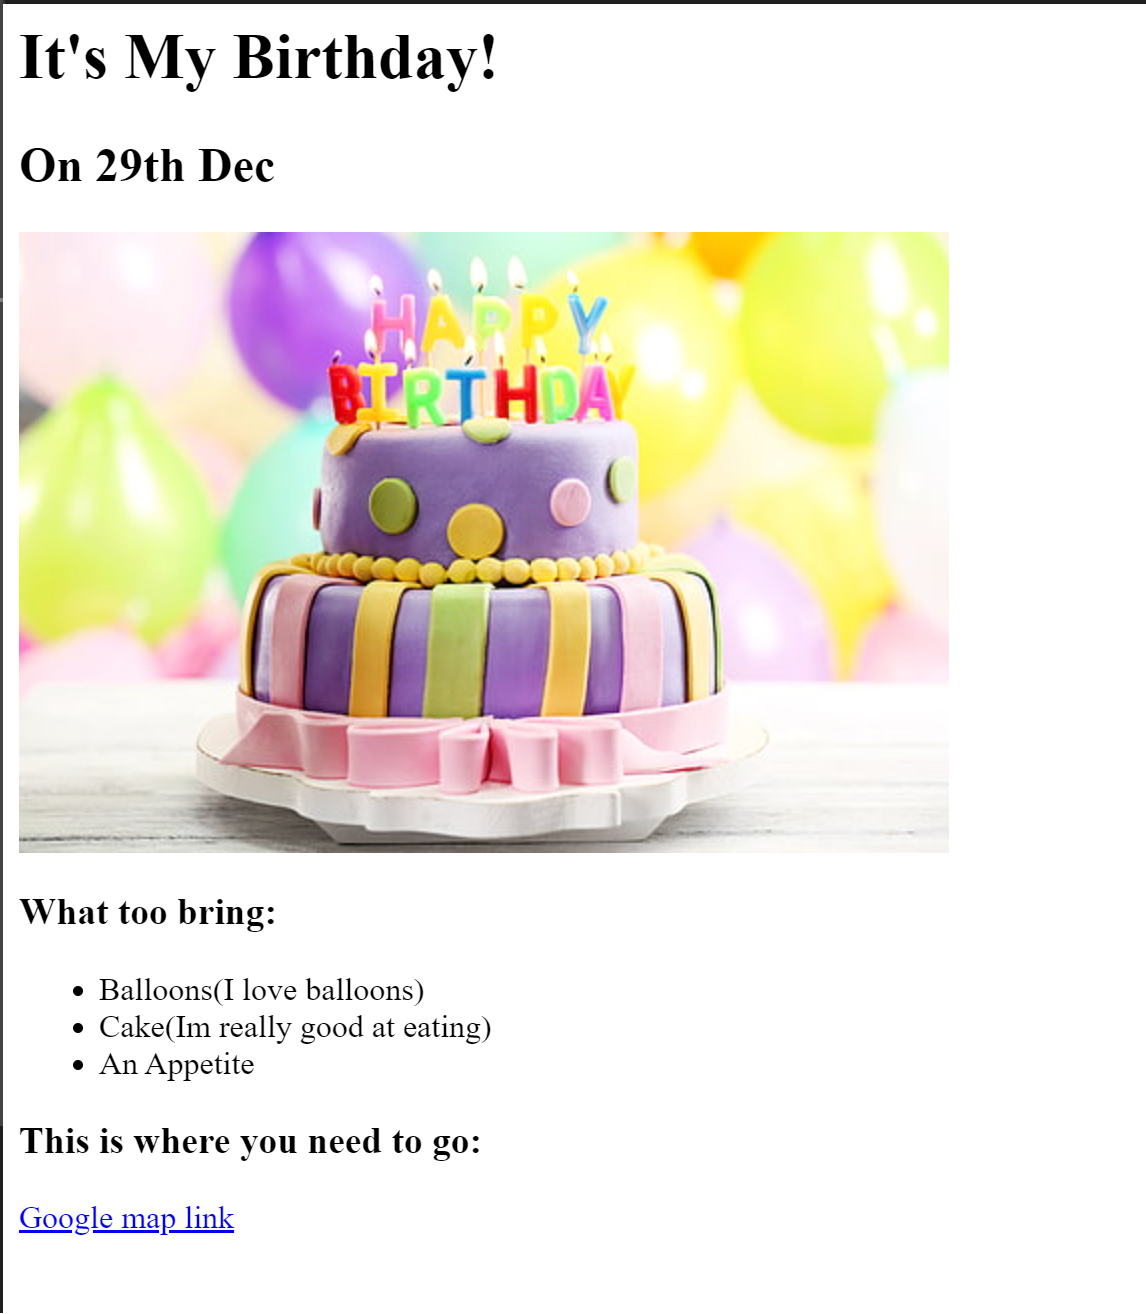 It's My Birthday!
On 29th Dec
HAPPY
BIRTHDAY
What too bring:
Balloons(I love balloons)
Cake(Im really good at eating)
An Appetite
This is where you need to go:
Google map link